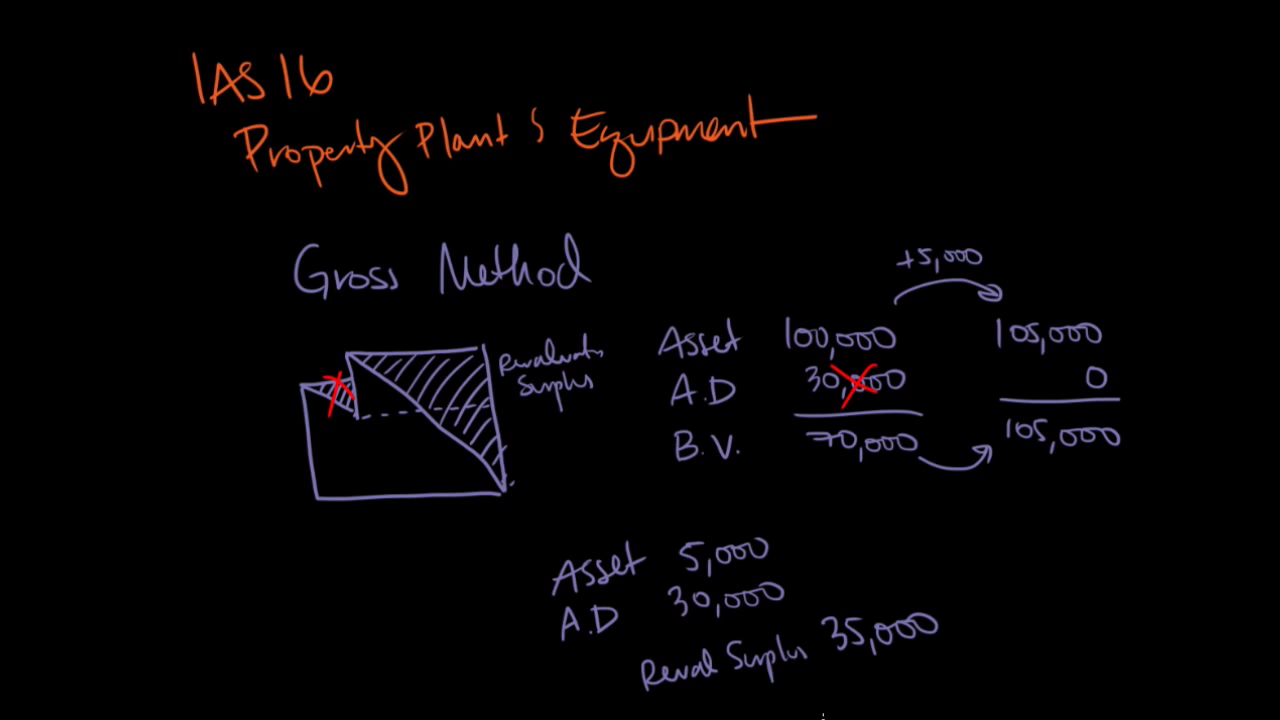 IAS 16
Property Plant & Equipment
Gross Method
+5,000
Revaluation
Surplus
Asset 100,000 105,000
A.D 30,000 0
B.V. 70,000 105,000
Asset 5,000
A.D 30,000
Reval Surplus 35,000